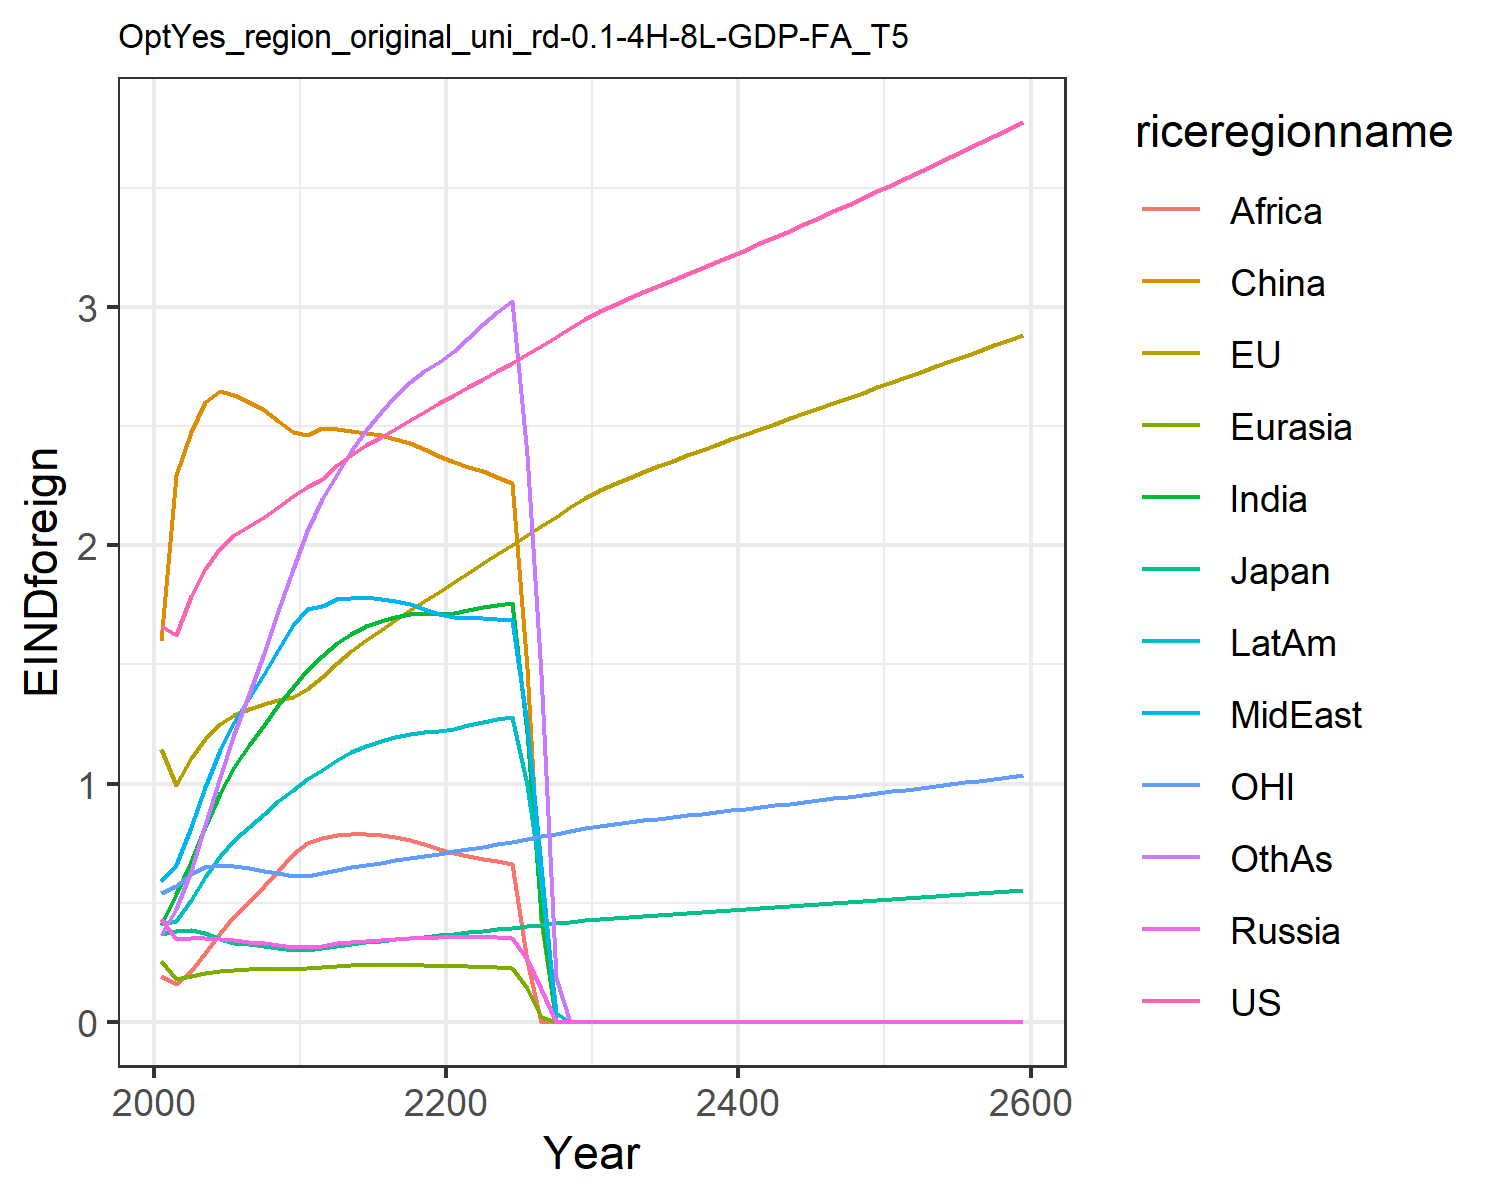 OptYes_region_original_uni_rd-0.1-4H-8L-GDP-FA_T5
EINDforeign
3
2
1
0
2000
2200
2400
2600
Year
riceregionname
Africa
China
EU
Eurasia
India
Japan
LatAm
MidEast
OHI
OthAs
Russia
US